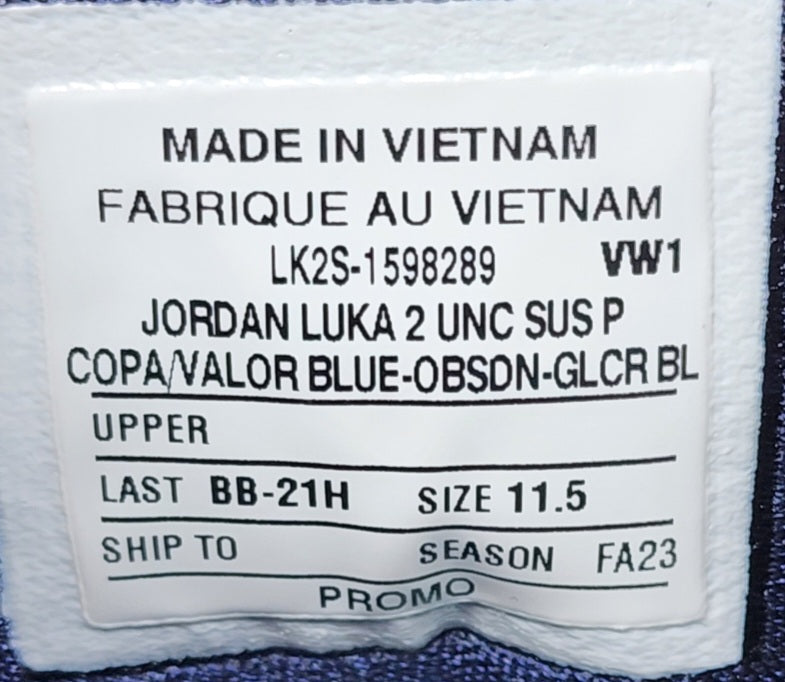 MADE IN VIETNAM
FABRIQUE AU VIETNAM
LK2S-1598289 VW1
JORDAN LUKA 2 UNC SUS P
COPA/VALOR BLUE-OBSDN-GLCR BL
UPPER
LAST BB-21H SIZE 11.5
SHIP TO SEASON FA23
PROMO